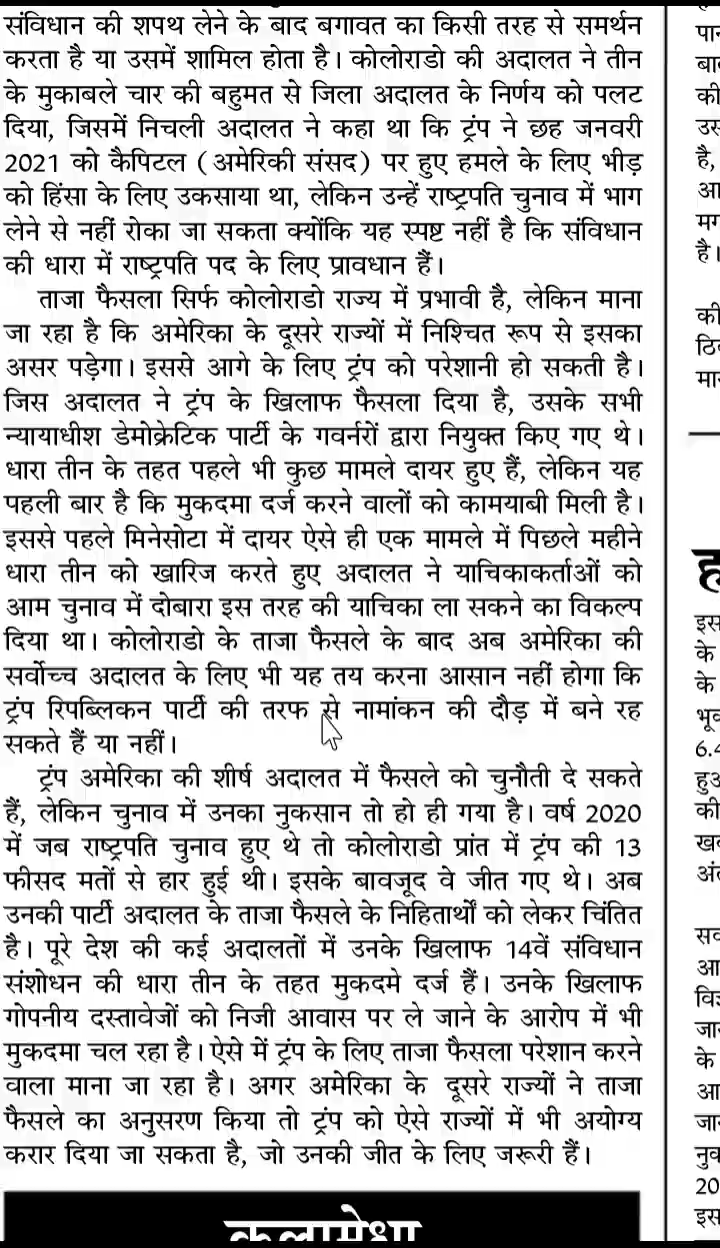 संविधान की शपथ लेने के बाद बगावत का किसी तरह से समर्थन
करता है या उसमें शामिल होता है। कोलोराडो की अदालत ने तीन
के मुकाबले चार की बहुमत से जिला अदालत के निर्णय को पलट
दिया, जिसमें निचली अदालत ने कहा था कि ट्रंप ने छह जनवरी
2021 को कैपिटल (अमेरिकी संसद) पर हुए हमले के लिए भीड़
को हिंसा के लिए उकसाया था, लेकिन उन्हें राष्ट्रपति चुनाव में भाग
लेने से नहीं रोका जा सकता क्योंकि यह स्पष्ट नहीं है कि संविधान
की धारा में राष्ट्रपति पद के लिए प्रावधान हैं।
ताजा फैसला सिर्फ कोलोराडो राज्य में प्रभावी है, लेकिन माना
जा रहा है कि अमेरिका के दूसरे राज्यों में निश्चित रूप से इसका
असर पड़ेगा। इससे आगे के लिए ट्रंप को परेशानी हो सकती है।
जिस अदालत ने ट्रंप के खिलाफ फैसला दिया है, उसके सभी
न्यायाधीश डेमोक्रेटिक पार्टी के गवर्नरों द्वारा नियुक्त किए गए थे।
धारा तीन के तहत पहले भी कुछ मामले दायर हुए हैं, लेकिन यह
पहली बार है कि मुकदमा दर्ज करने वालों को कामयाबी मिली है।
इससे पहले मिनेसोटा में दायर ऐसे ही एक मामले में पिछले महीने
धारा तीन को खारिज करते हुए अदालत ने याचिकाकर्ताओं को
आम चुनाव में दोबारा इस तरह की याचिका ला सकने का विकल्प
दिया था। कोलोराडो के ताजा फैसले के बाद अब अमेरिका की
सर्वोच्च अदालत के लिए भी यह तय करना आसान नहीं होगा कि
ट्रंप रिपब्लिकन पार्टी की तरफ से नामांकन की दौड़ में बने रह
सकते हैं या नहीं।
ट्रंप अमेरिका की शीर्ष अदालत में फैसले को चुनौती दे सकते
हैं, लेकिन चुनाव में उनका नुकसान तो हो ही गया है। वर्ष 2020
में जब राष्ट्रपति चुनाव हुए थे तो कोलोराडो प्रांत में ट्रंप की 13
फीसद मतों से हार हुई थी। इसके बावजूद वे जीत गए थे। अब
उनकी पार्टी अदालत के ताजा फैसले के निहितार्थों को लेकर चिंतित
है। पूरे देश की कई अदालतों में उनके खिलाफ 14वें संविधान
संशोधन की धारा तीन के तहत मुकदमे दर्ज हैं। उनके खिलाफ
गोपनीय दस्तावेजों को निजी आवास पर ले जाने के आरोप में भी
मुकदमा चल रहा है। ऐसे में ट्रंप के लिए ताजा फैसला परेशान करने
वाला माना जा रहा है। अगर अमेरिका के दूसरे राज्यों ने ताजा
फैसले का अनुसरण किया तो ट्रंप को ऐसे राज्यों में भी अयोग्य
करार दिया जा सकता है, जो उनकी जीत के लिए जरूरी हैं।
कलामेधा
की
है,
है।
की
इस
के
के
की
के
20